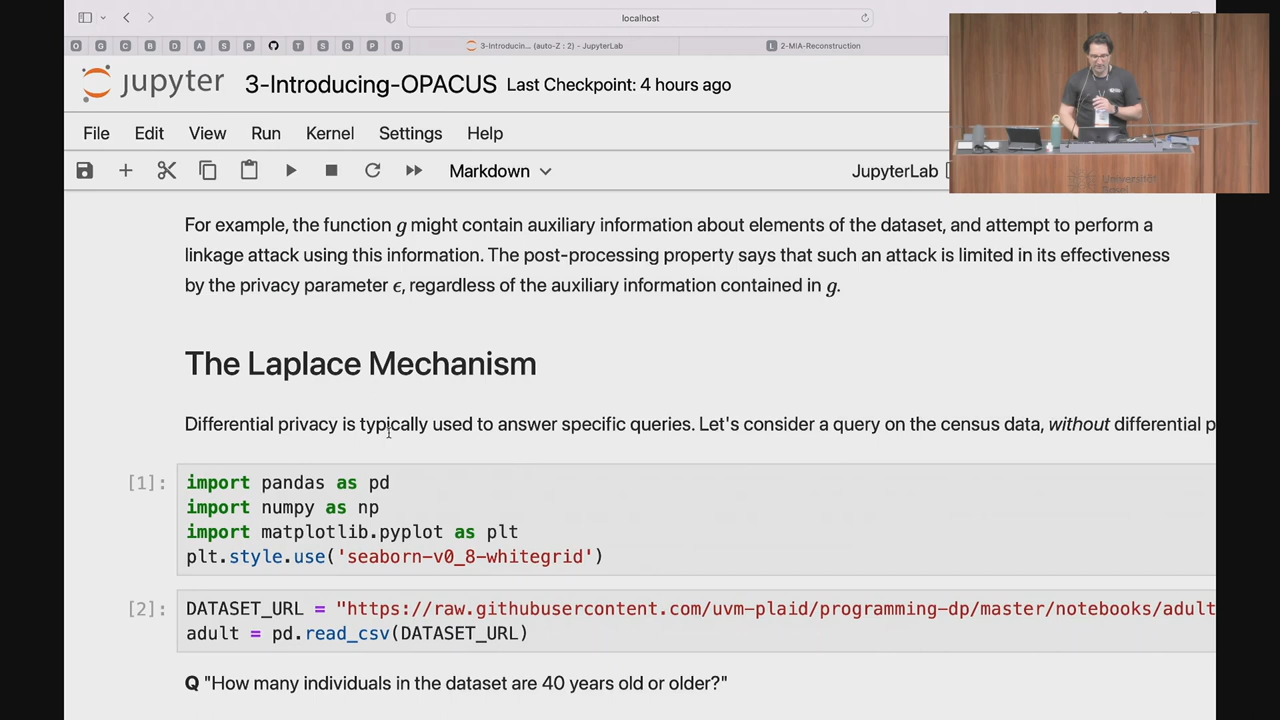 localhost
O G C B D A S P T S G P G
3-Introducin... (auto-Z : 2) - JupyterLab
2-MIA-Reconstruction
jupyter 3-Introducing-OPACUS Last Checkpoint: 4 hours ago
File Edit View Run Kernel Settings Help
Markdown
JupyterLab
Universität
Basel
For example, the function g might contain auxiliary information about elements of the dataset, and attempt to perform a
linkage attack using this information. The post-processing property says that such an attack is limited in its effectiveness
by the privacy parameter ϵ, regardless of the auxiliary information contained in g.
The Laplace Mechanism
Differential privacy is typically used to answer specific queries. Let's consider a query on the census data, without differential p
[1]: import pandas as pd
import numpy as np
import matplotlib.pyplot as plt
plt.style.use('seaborn-v0_8-whitegrid')
[2]: DATASET_URL = "https://raw.githubusercontent.com/uvm-plaid/programming-dp/master/notebooks/adult
adult = pd.read_csv(DATASET_URL)
Q "How many individuals in the dataset are 40 years old or older?"